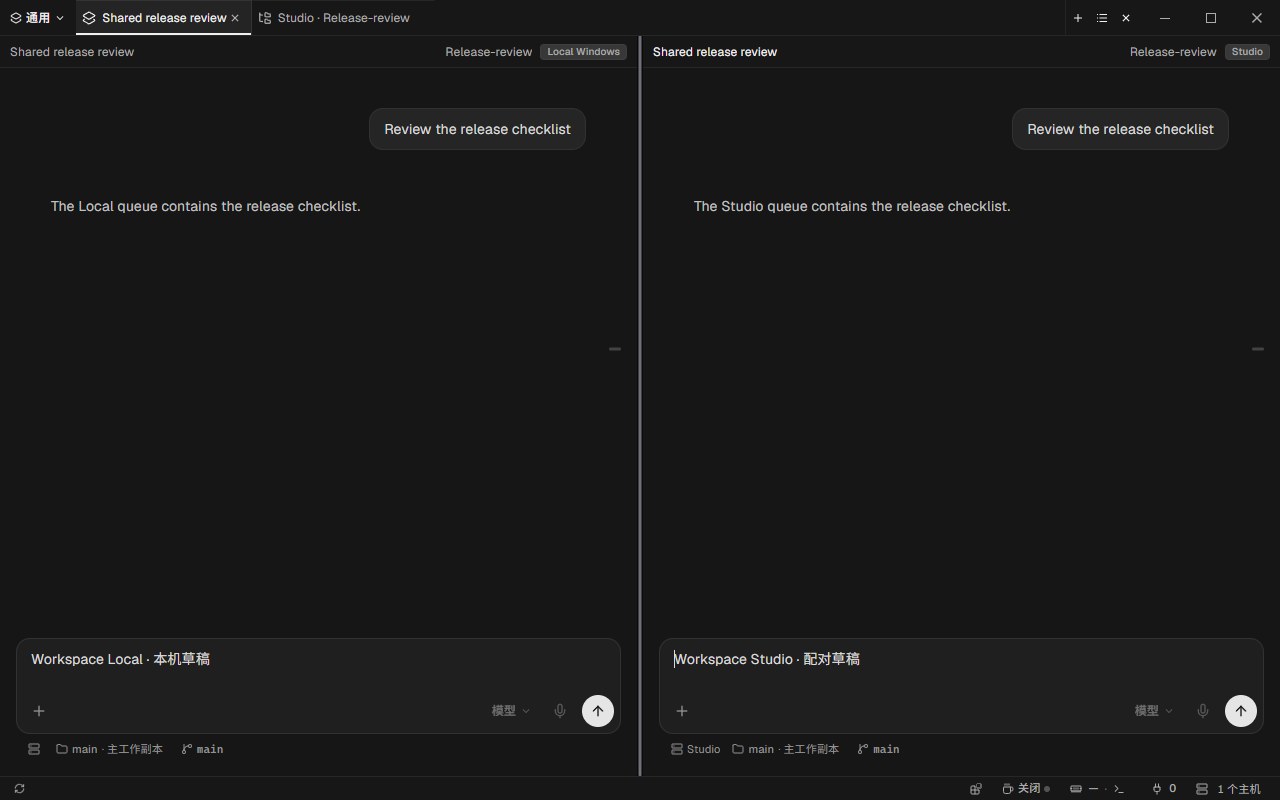 通用
Shared release review
Studio · Release-review
Shared release review
Release-review
Local Windows
Review the release checklist
The Local queue contains the release checklist.
Workspace Local · 本机草稿
模型
main · 主工作副本
main
Shared release review
Release-review
Studio
Review the release checklist
The Studio queue contains the release checklist.
Workspace Studio · 配对草稿
模型
Studio
main · 主工作副本
main
关闭
— ·
0
1 个主机